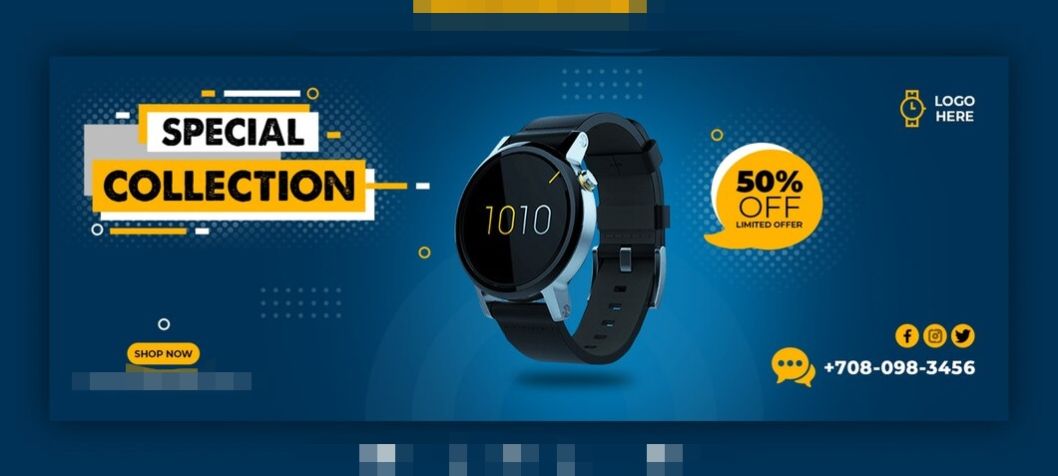 SPECIAL
COLLECTION
1010
50%
OFF
LIMITED OFFER
LOGO
HERE
SHOP NOW
+708-098-3456